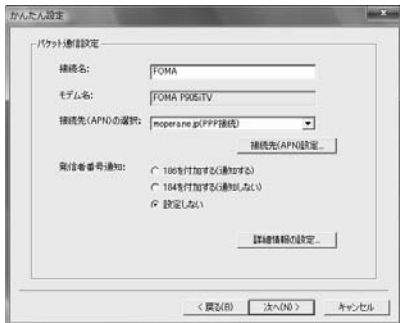 かんたん設定
パケット通信設定
接続名: FOMA
モデム名: FOMA P905iTV
接続先(APN)の選択: mopera.ne.jp(PPP接続)
接続先(APN)設定...
発信者番号通知: 186を付加する(通知する)
184を付加する(通知しない)
設定しない
詳細情報の設定...
< 戻る(B) 次へ(N) > キャンセル